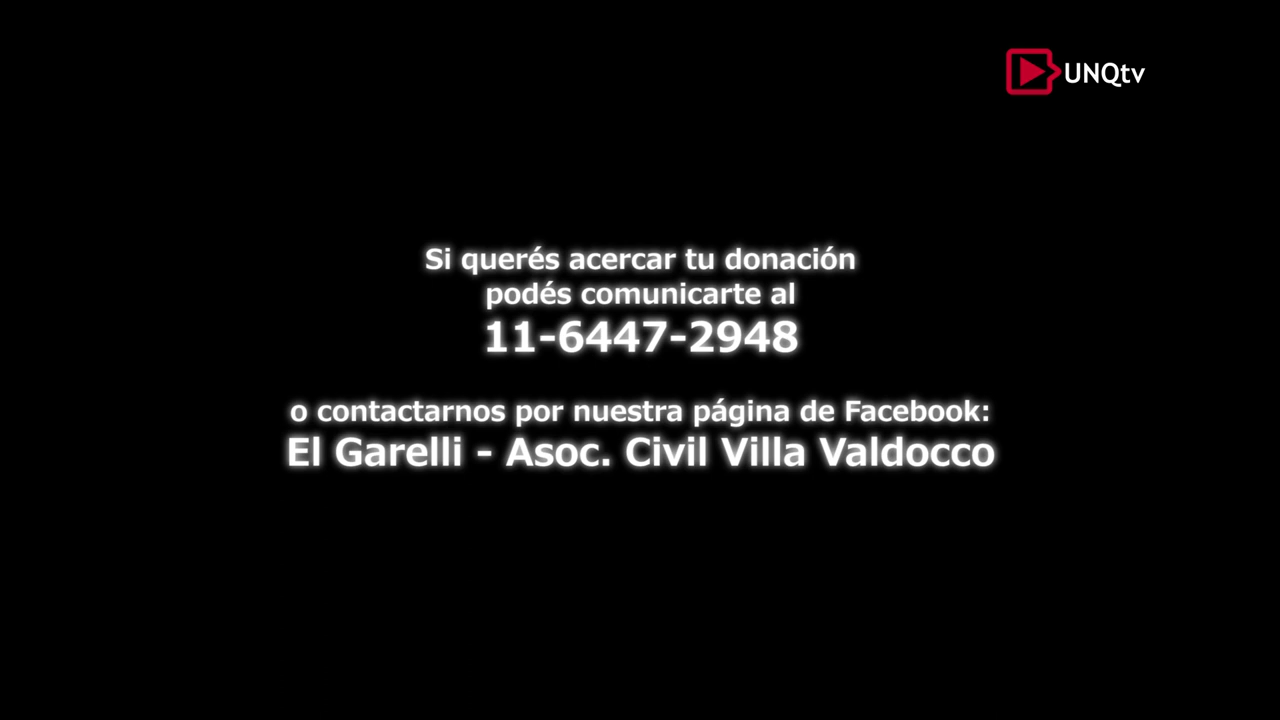 UNQtv
Si querés acercar tu donación
podés comunicarte al
11-6447-2948
o contactarnos por nuestra página de Facebook:
El Garelli - Asoc. Civil Villa Valdocco